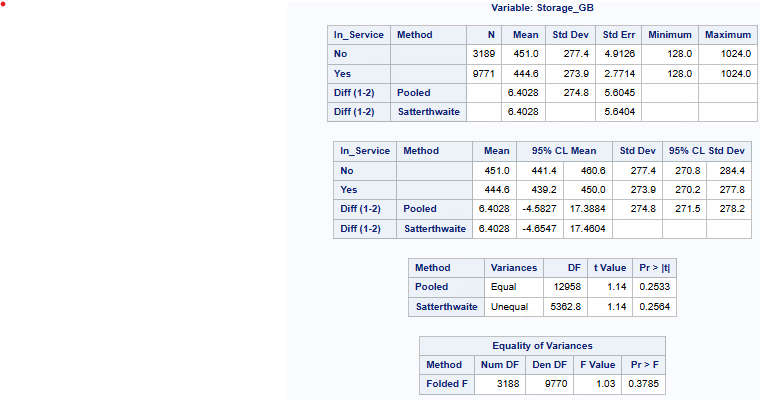 Variable: Storage_GB
In_Service Method N Mean Std Dev Std Err Minimum Maximum
No 3189 451.0 277.4 4.9126 128.0 1024.0
Yes 9771 444.6 273.9 2.7714 128.0 1024.0
Diff (1-2) Pooled 6.4028 274.8 5.6045
Diff (1-2) Satterthwaite 6.4028 5.6404
In_Service Method Mean 95% CL Mean Std Dev 95% CL Std Dev
No 451.0 441.4 460.6 277.4 270.8 284.4
Yes 444.6 439.2 450.0 273.9 270.2 277.8
Diff (1-2) Pooled 6.4028 -4.5827 17.3884 274.8 271.5 278.2
Diff (1-2) Satterthwaite 6.4028 -4.6547 17.4604
Method Variances DF t Value Pr > |t|
Pooled Equal 12958 1.14 0.2533
Satterthwaite Unequal 5362.8 1.14 0.2564
Equality of Variances
Method Num DF Den DF F Value Pr > F
Folded F 3188 9770 1.03 0.3785